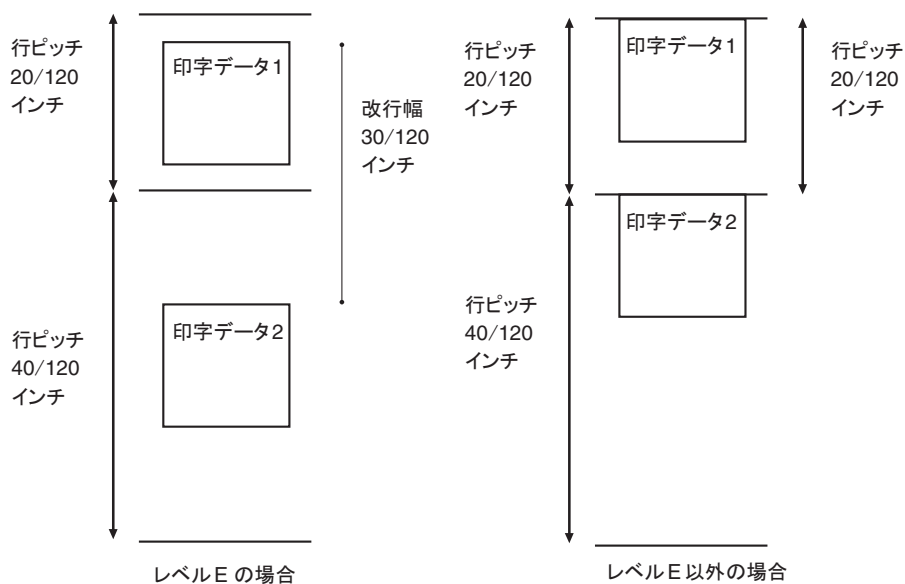 行ピッチ
20/120
インチ
印字データ1
改行幅
30/120
インチ
行ピッチ
40/120
インチ
印字データ2
レベルE の場合
行ピッチ
20/120
インチ
印字データ1
行ピッチ
20/120
インチ
行ピッチ
40/120
インチ
印字データ2
レベルE以外の場合